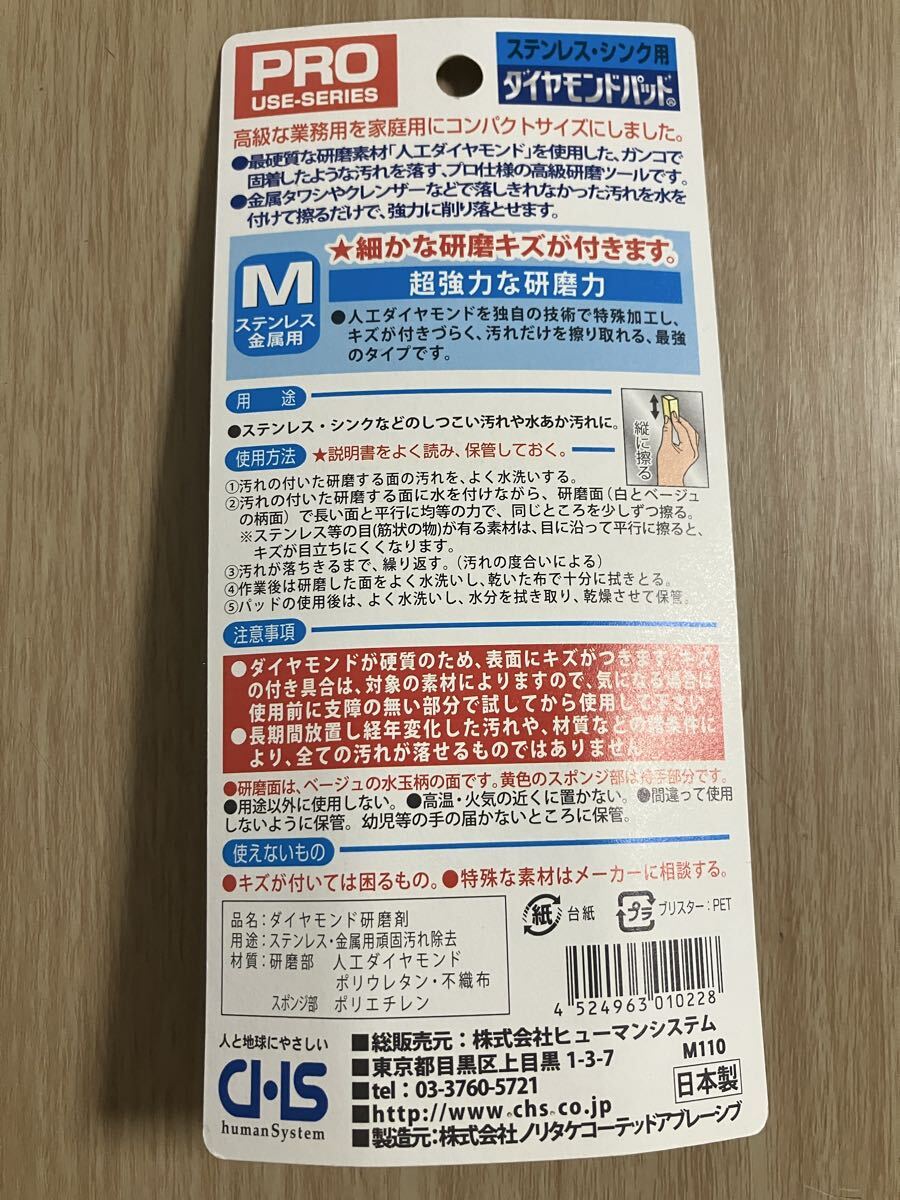 PRO
USE-SERIES
ステンレス・シンク用
ダイヤモンドパッド®
高級な業務用を家庭用にコンパクトサイズにしました。
●最硬質な研磨素材「人工ダイヤモンド」を使用した、ガンコで
固着したような汚れを落す、プロ仕様の高級研磨ツールです。
●金属タワシやクレンザーなどで落しきれなかった汚れを水を
付けて擦るだけで、強力に削り落とせます。
M
ステンレス
金属用
★細かな研磨キズが付きます。
超強力な研磨力
●人工ダイヤモンドを独自の技術で特殊加工し、
キズが付きづらく、汚れだけを擦り取れる、最強
のタイプです。
用 途
●ステンレス・シンクなどのしつこい汚れや水あか汚れに。
縦に擦る
使用方法
★説明書をよく読み、保管しておく。
①汚れの付いた研磨する面の汚れを、よく水洗いする。
②汚れの付いた研磨する面に水を付けながら、研磨面(白とベージュ
の柄面)で長い面と平行に均等の力で、同じところを少しずつ擦る。
※ステンレス等の目(筋状の物)が有る素材は、目に沿って平行に擦ると、
キズが目立ちにくくなります。
③汚れが落ちきるまで、繰り返す。(汚れの度合いによる)
④作業後は研磨した面をよく水洗いし、乾いた布で十分に拭きとる。
⑤パッドの使用後は、よく水洗いし、水分を拭き取り、乾燥させて保管。
注意事項
●ダイヤモンドが硬質のため、表面にキズがつきます。キズ
の付き具合は、対象の素材によりますので、気になる場合は
使用前に支障の無い部分で試してから使用して下さい
●長期間放置し経年変化した汚れや、材質などの諸条件に
より、全ての汚れが落せるものではありません
●研磨面は、ベージュの水玉柄の面です。黄色のスポンジ部は持手部分です。
●用途以外に使用しない。●高温・火気の近くに置かない。●間違って使用
しないように保管。幼児等の手の届かないところに保管。
使えないもの
●キズが付いては困るもの。●特殊な素材はメーカーに相談する。
品名:ダイヤモンド研磨剤
用途:ステンレス・金属用頑固汚れ除去
材質:研磨部 人工ダイヤモンド
ポリウレタン・不織布
スポンジ部 ポリエチレン
紙 台紙
プラ ブリスター:PET
4 524963 010228
人と地球にやさしい
CHS
humanSystem
■総販売元:株式会社ヒューマンシステム
■東京都目黒区上目黒1-3-7
■tel:03-3760-5721
■http://www.chs.co.jp
■製造元:株式会社ノリタケコーテッドアブレーシブ
M110
日本製